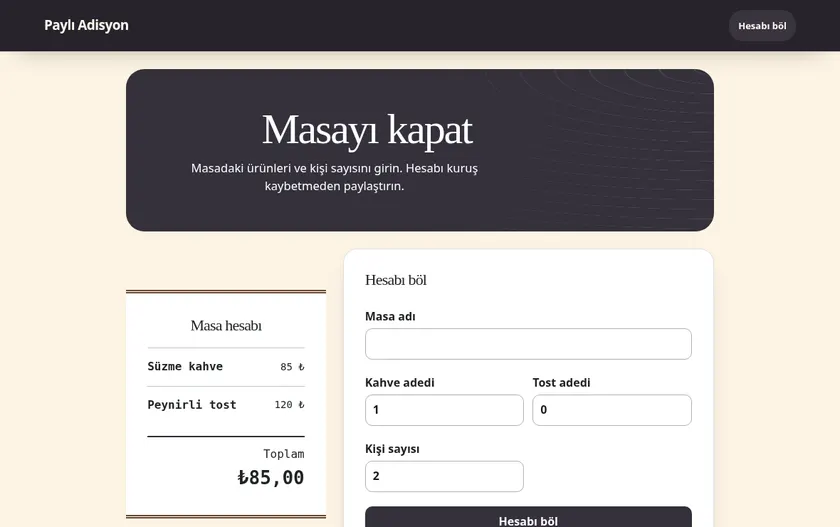 Paylı Adisyon
Hesabı böl
Masayı kapat
Masadaki ürünleri ve kişi sayısını girin. Hesabı kuruş
kaybetmeden paylaştırın.
Masa hesabı
Süzme kahve 85 ₺
Peynirli tost 120 ₺
Toplam
₺85,00
Hesabı böl
Masa adı
Kahve adedi Tost adedi
1 0
Kişi sayısı
2
Hesabı böl